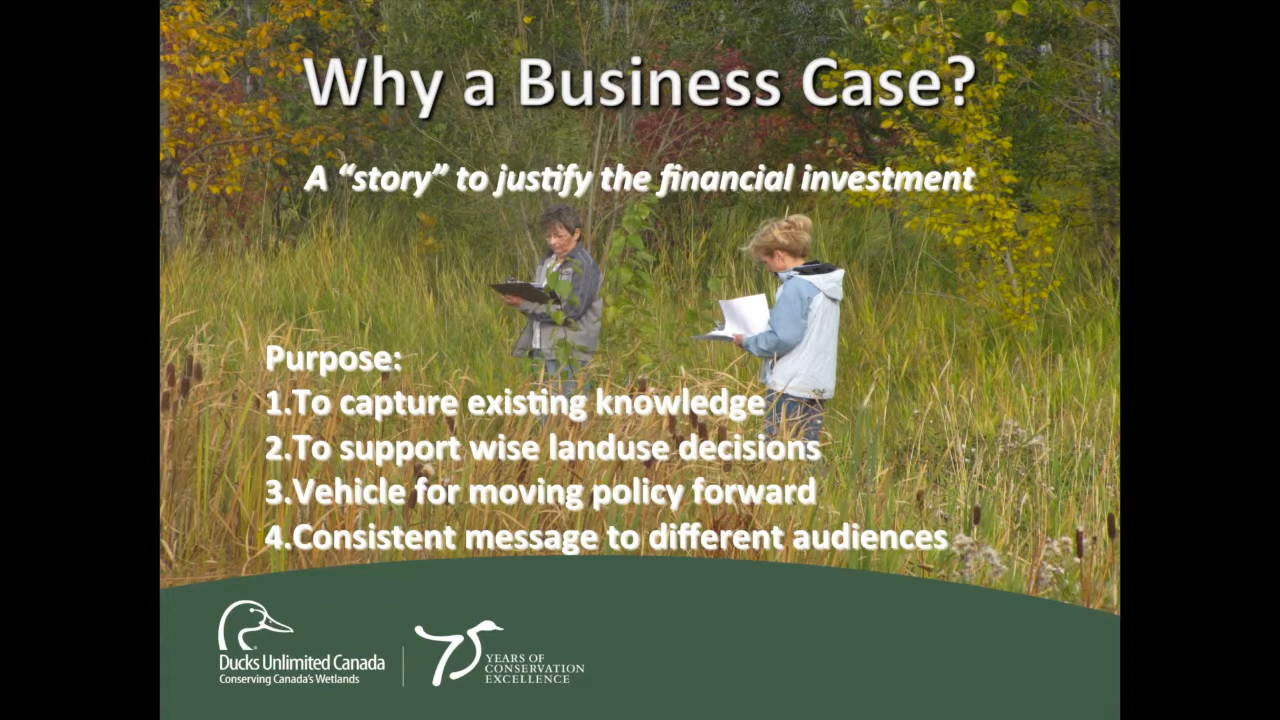 Why a Business Case?
A “story” to justify the financial investment
Purpose:
1.To capture existing knowledge
2.To support wise landuse decisions
3.Vehicle for moving policy forward
4.Consistent message to different audiences
Ducks Unlimited Canada
Conserving Canada's Wetlands
75
YEARS OF
CONSERVATION
EXCELLENCE